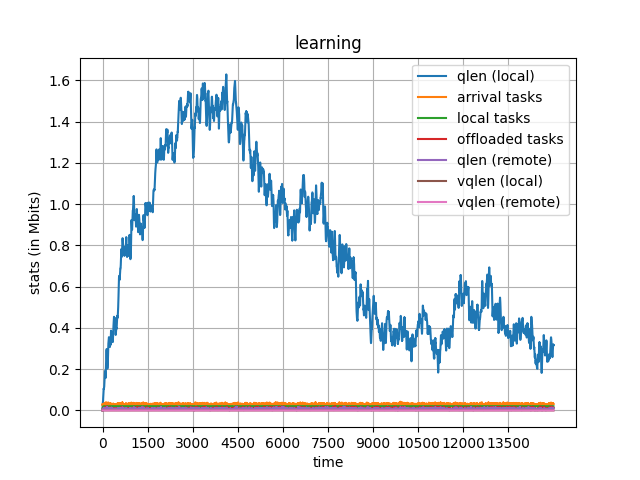 learning
stats (in Mbits)
1.6
1.4
1.2
1.0
0.8
0.6
0.4
0.2
0.0
qlen (local)
arrival tasks
local tasks
offloaded tasks
qlen (remote)
vqlen (local)
vqlen (remote)
0 1500 3000 4500 6000 7500 9000 10500 12000 13500
time